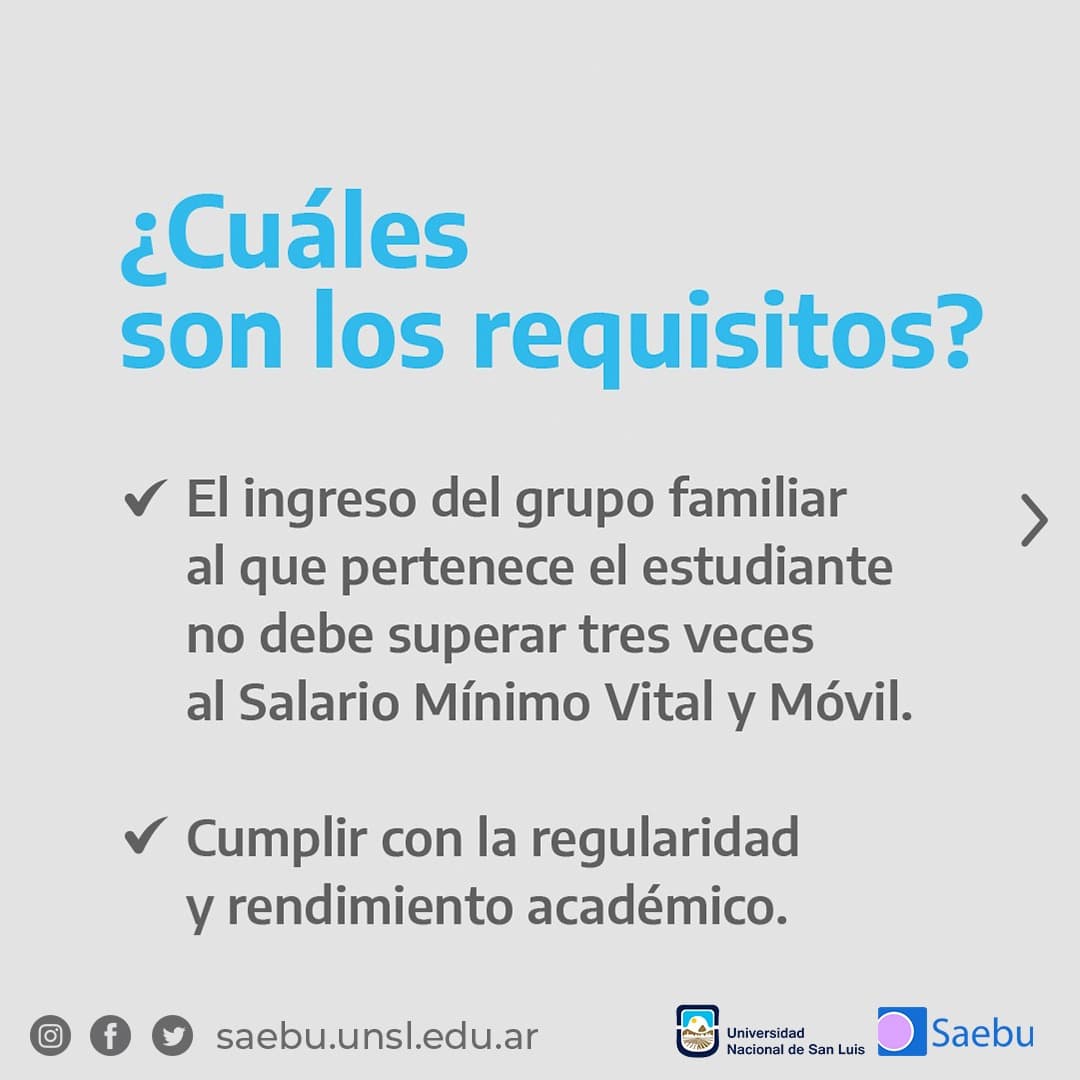 ¿Cuáles
son los requisitos?
✔ El ingreso del grupo familiar
al que pertenece el estudiante
no debe superar tres veces
al Salario Mínimo Vital y Móvil.
✔ Cumplir con la regularidad
y rendimiento académico.
saebu.unsl.edu.ar
Universidad
Nacional de San Luis
Saebu